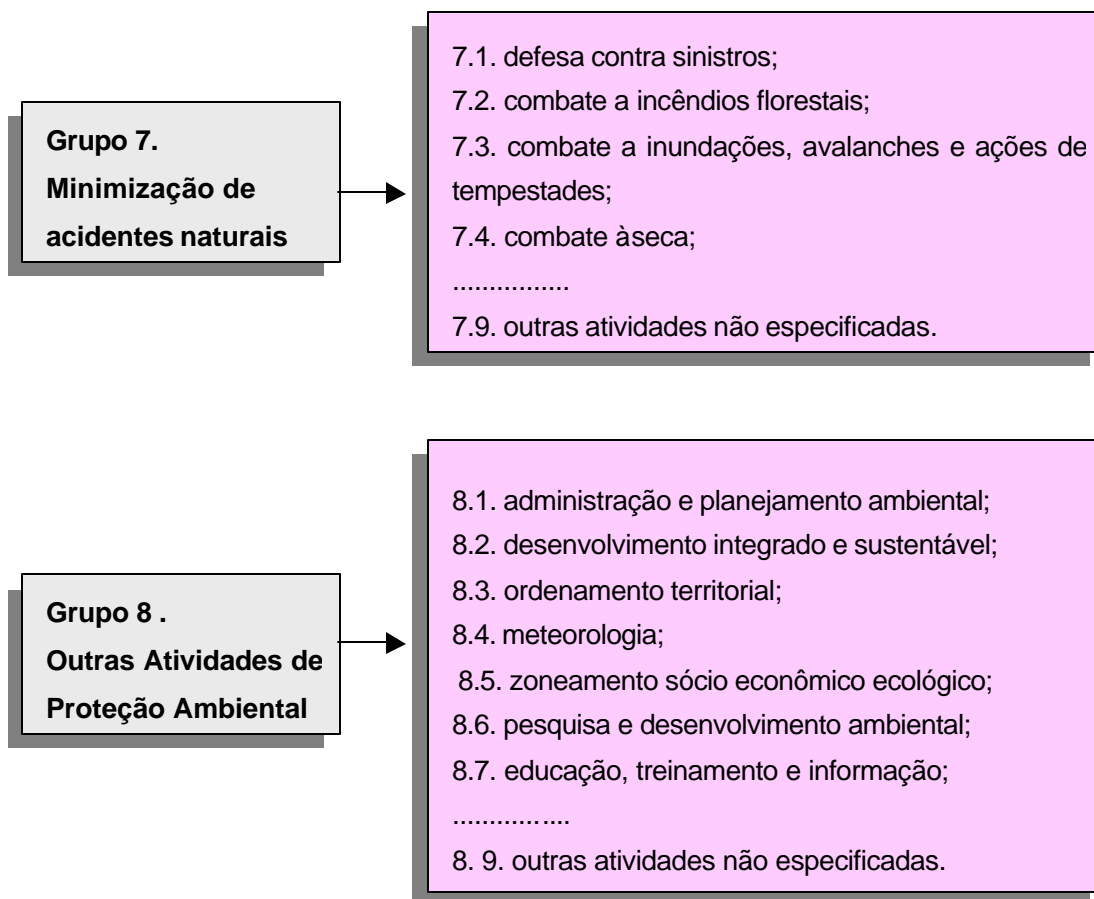 Grupo 7.
Minimização de
acidentes naturais
7.1. defesa contra sinistros;
7.2. combate a incêndios florestais;
7.3. combate a inundações, avalanches e ações de
tempestades;
7.4. combate àseca;
................
7.9. outras atividades não especificadas.
Grupo 8 .
Outras Atividades de
Proteção Ambiental
8.1. administração e planejamento ambiental;
8.2. desenvolvimento integrado e sustentável;
8.3. ordenamento territorial;
8.4. meteorologia;
8.5. zoneamento sócio econômico ecológico;
8.6. pesquisa e desenvolvimento ambiental;
8.7. educação, treinamento e informação;
................
8. 9. outras atividades não especificadas.